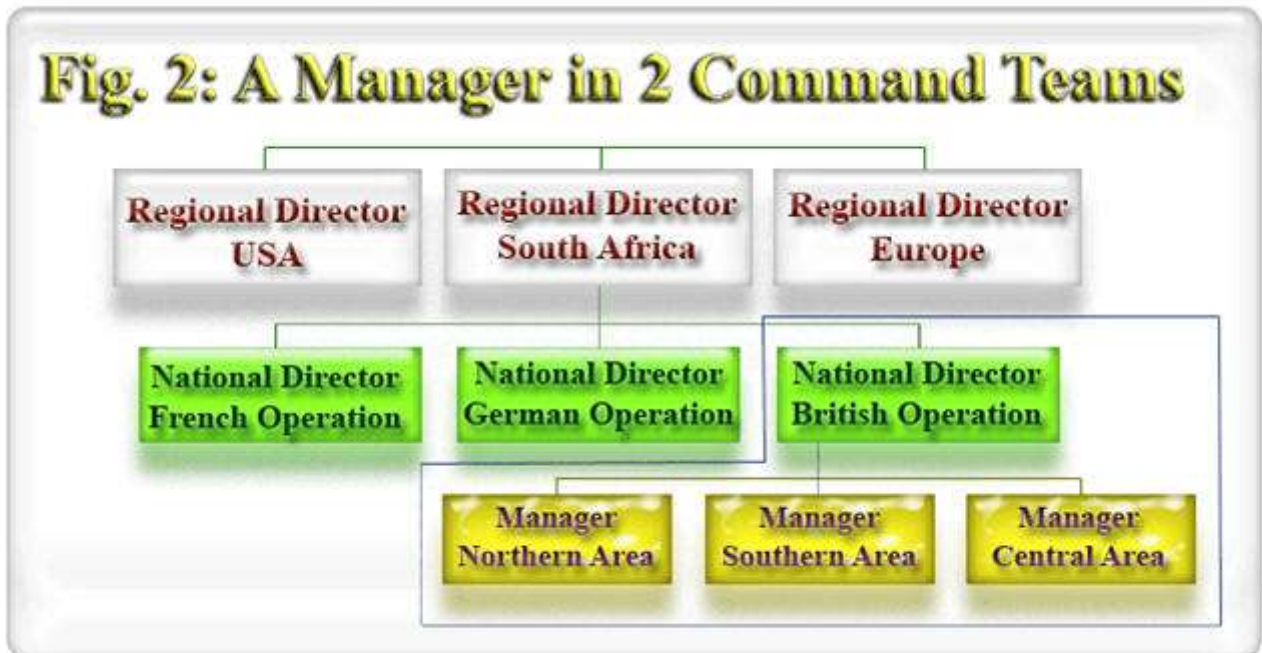 Fig. 2: A Manager in 2 Command Teams
Regional Director
USA
Regional Director
South Africa
Regional Director
Europe
National Director
French Operation
National Director
German Operation
National Director
British Operation
Manager
Northern Area
Manager
Southern Area
Manager
Central Area